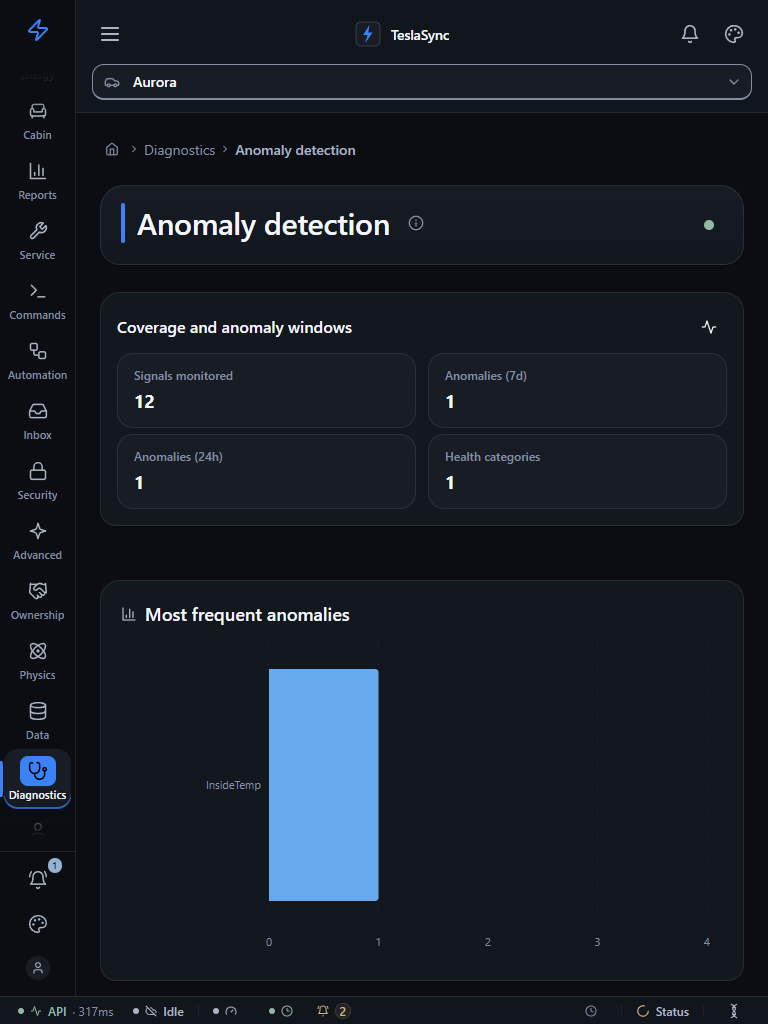 TeslaSync
Aurora
Energy
Cabin
Reports
Service
Commands
Automation
Inbox
Security
Advanced
Ownership
Physics
Data
Diagnostics
1
Diagnostics
Anomaly detection
Anomaly detection
Coverage and anomaly windows
Signals monitored
12
Anomalies (7d)
1
Anomalies (24h)
1
Health categories
1
Most frequent anomalies
InsideTemp
0 1 2 3 4
API · 317ms
Idle
2
Status